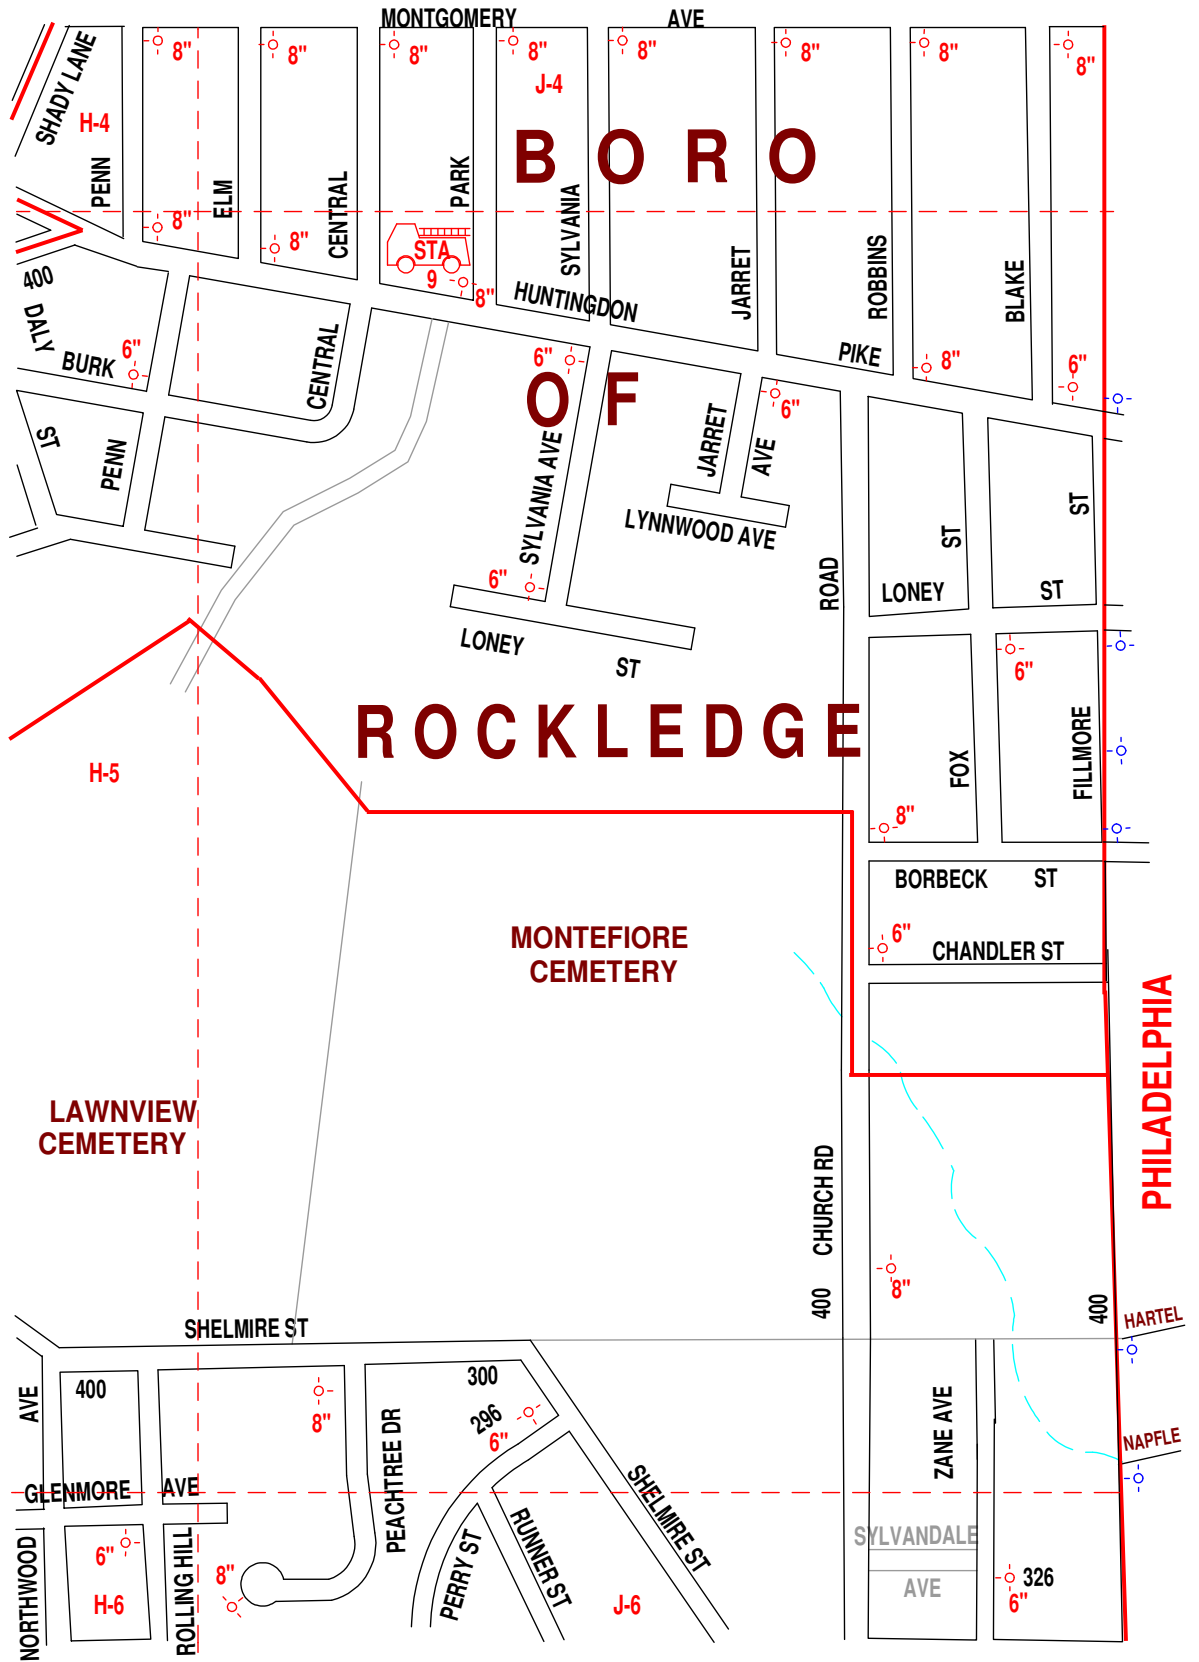 MONTGOMERY AVE
8" 8" 8" 8" 8" 8" 8" 8"
SHADY LANE
H-4
J-4
BORO
PENN
ELM
CENTRAL
PARK
SYLVANIA
JARRET
ROBBINS
BLAKE
8"
8"
STA
9
8"
HUNTINGDON PIKE
400
DALY
BURK
6"
CENTRAL
6"
8"
6"
6"
OF
ST
PENN
SYLVANIA AVE
JARRET AVE
LYNNWOOD AVE
ST
ST
6"
ROAD
LONEY ST
LONEY ST
6"
ROCKLEDGE
H-5
FOX
FILLMORE
8"
BORBECK ST
6"
CHANDLER ST
MONTEFIORE
CEMETERY
PHILADELPHIA
LAWNVIEW
CEMETERY
CHURCH RD
8"
400
400
HARTEL
SHELMIRE ST
AVE
400
300
296
6"
8"
PEACHTREE DR
ZANE AVE
NAPFLE
GLENMORE AVE
SHELMIRE ST
NORTHWOOD
6"
ROLLING HILL
8"
PERRY ST
RUNNER ST
SYLVANDALE
AVE
326
6"
H-6
J-6